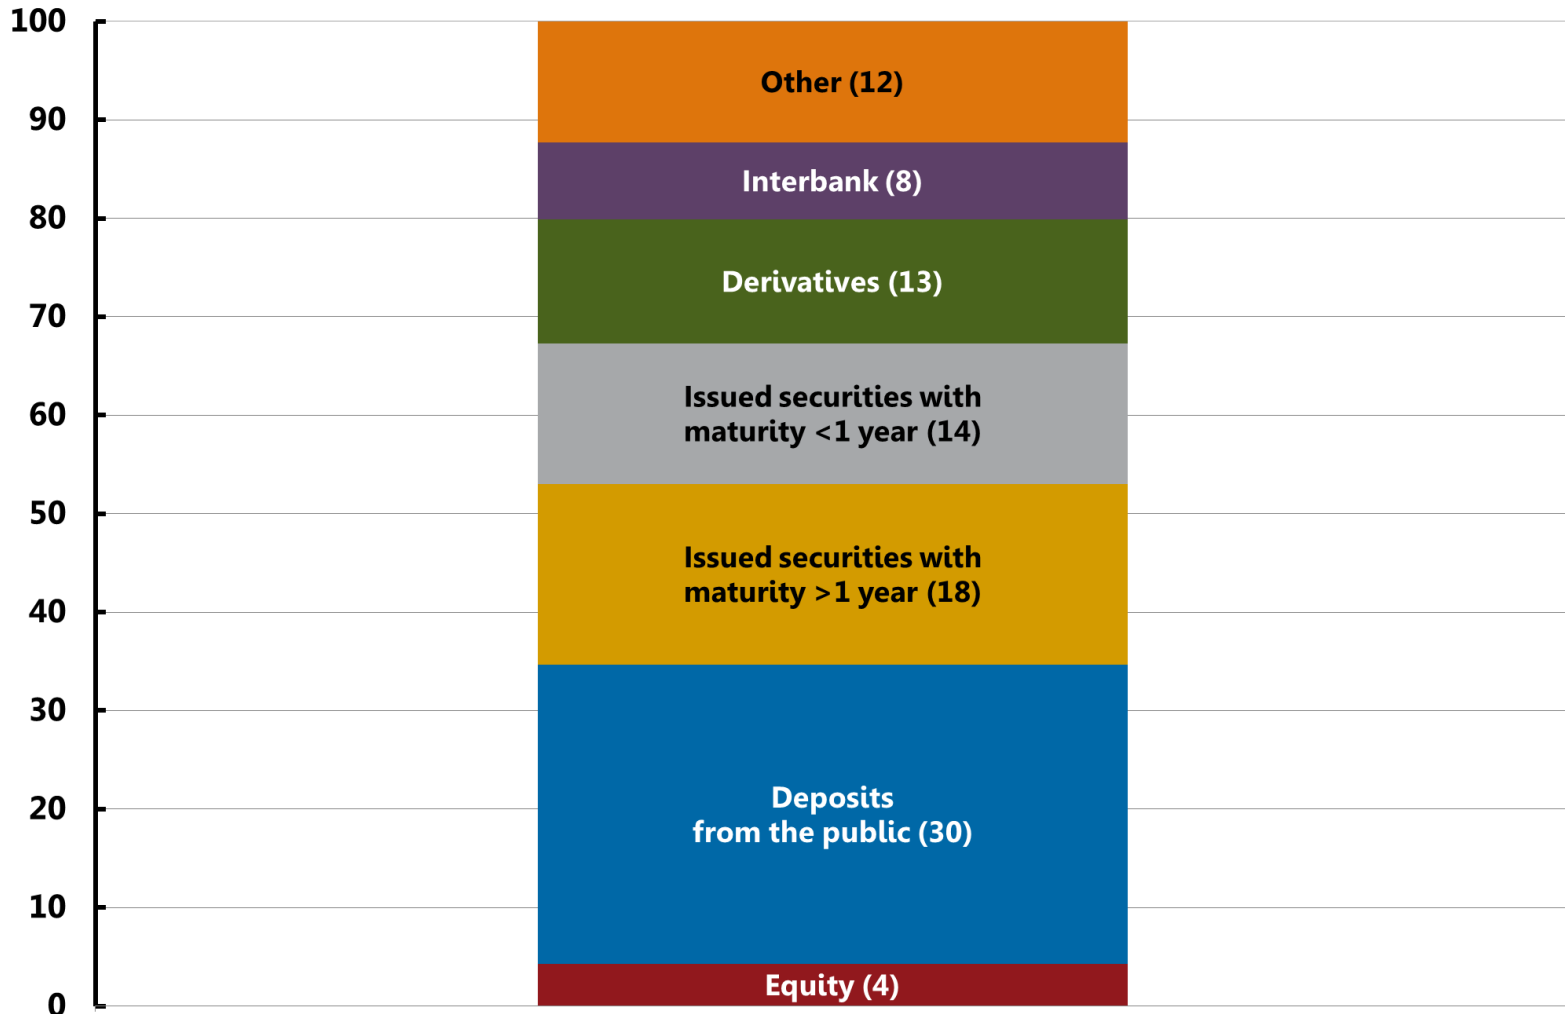 100
Other (12)
90
Interbank (8)
80
Derivatives (13)
70
Issued securities with
maturity <1 year (14)
60
50
Issued securities with
maturity >1 year (18)
40
30
Deposits
from the public (30)
20
10
Equity (4)
0